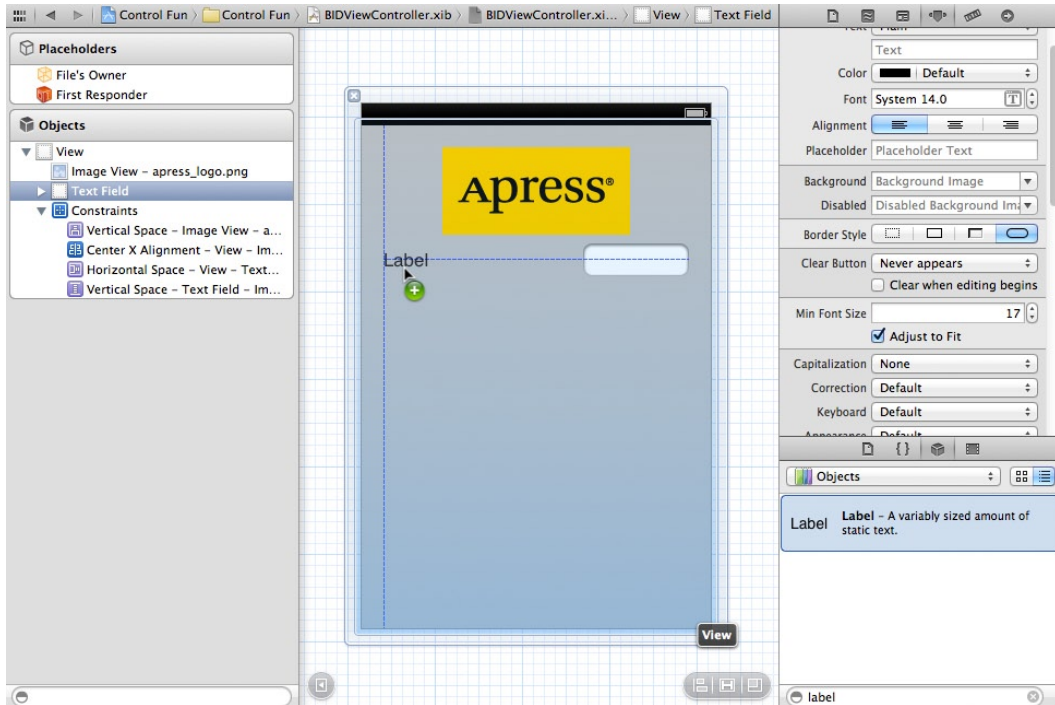 Control Fun
Control Fun
BIDViewController.xib
BIDViewController.xi...
View
Text Field
Placeholders
File's Owner
First Responder
Objects
View
Image View – apress_logo.png
Text Field
Constraints
Vertical Space – Image View – a...
Center X Alignment – View – Im...
Horizontal Space – View – Text...
Vertical Space – Text Field – Im...
Apress®
Label
View
Text
Color Default
Font System 14.0
Alignment
Placeholder Placeholder Text
Background Background Image
Disabled Disabled Background Ima
Border Style
Clear Button Never appears
Clear when editing begins
Min Font Size 17
Adjust to Fit
Capitalization None
Correction Default
Keyboard Default
Appearance Default
{}
Objects
Label
Label – A variably sized amount of
static text.
label